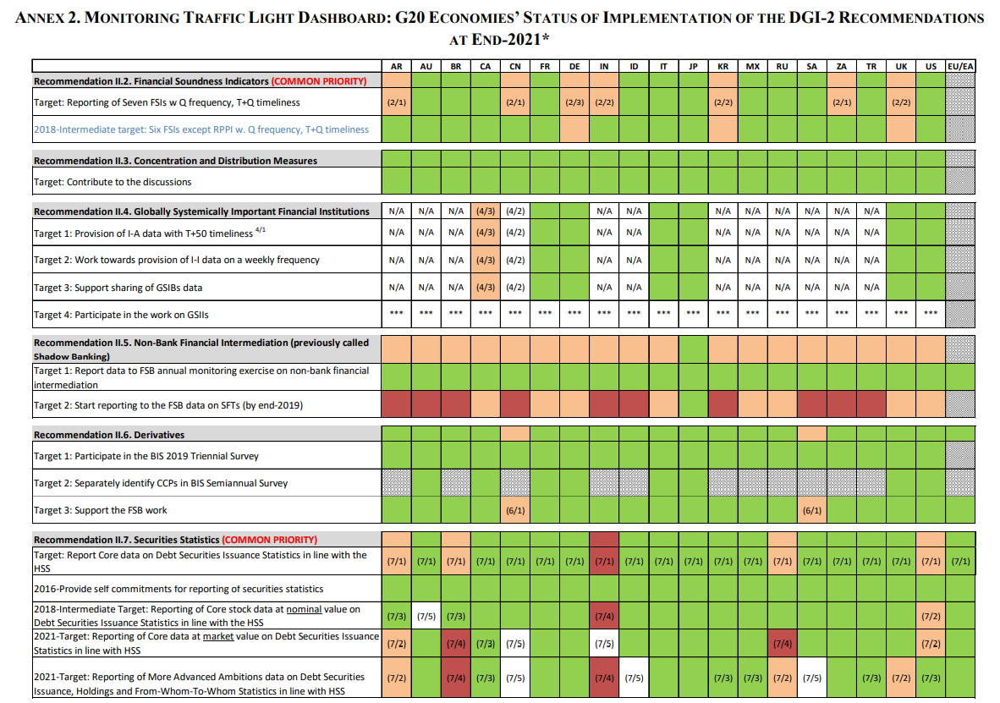 ANNEX 2. MONITORING TRAFFIC LIGHT DASHBOARD: G20 ECONOMIES' STATUS OF IMPLEMENTATION OF THE DGI-2 RECOMMENDATIONS
AT END-2021*
AR AU BR CA CN FR DE IN ID IT JP KR MX RU SA ZA TR UK US EU/EA
Recommendation II.2. Financial Soundness Indicators (COMMON PRIORITY)
Target: Reporting of Seven FSIs w Q frequency, T+Q timeliness (2/1) (2/1) (2/3) (2/2) (2/2) (2/1) (2/2)
2018-Intermediate target: Six FSIs except RPPI w. Q frequency, T+Q timeliness
Recommendation II.3. Concentration and Distribution Measures
Target: Contribute to the discussions
Recommendation II.4. Globally Systemically Important Financial Institutions N/A N/A N/A (4/3) (4/2) N/A N/A N/A N/A N/A N/A N/A N/A
Target 1: Provision of I-A data with T+50 timeliness 4/1 N/A N/A N/A (4/3) (4/2) N/A N/A N/A N/A N/A N/A N/A N/A
Target 2: Work towards provision of I-I data on a weekly frequency N/A N/A N/A (4/3) (4/2) N/A N/A N/A N/A N/A N/A N/A N/A
Target 3: Support sharing of GSIBs data N/A N/A N/A (4/3) (4/2) N/A N/A N/A N/A N/A N/A N/A N/A
Target 4: Participate in the work on GSIIs *** *** *** *** *** *** *** *** *** *** *** *** *** *** *** *** *** *** ***
Recommendation II.5. Non-Bank Financial Intermediation (previously called
Shadow Banking)
Target 1: Report data to FSB annual monitoring exercise on non-bank financial
intermediation
Target 2: Start reporting to the FSB data on SFTs (by end-2019)
Recommendation II.6. Derivatives
Target 1: Participate in the BIS 2019 Triennial Survey
Target 2: Separately identify CCPs in BIS Semiannual Survey
Target 3: Support the FSB work (6/1) (6/1)
Recommendation II.7. Securities Statistics (COMMON PRIORITY)
Target: Report Core data on Debt Securities Issuance Statistics in line with the
HSS (7/1) (7/1) (7/1) (7/1) (7/1) (7/1) (7/1) (7/1) (7/1) (7/1) (7/1) (7/1) (7/1) (7/1) (7/1) (7/1) (7/1) (7/1) (7/1) (7/1)
2016-Provide self commitments for reporting of securities statistics
2018-Intermediate Target: Reporting of Core stock data at nominal value on
Debt Securities Issuance Statistics in line with the HSS (7/3) (7/5) (7/3) (7/4) (7/2)
2021-Target: Reporting of Core data at market value on Debt Securities Issuance
Statistics in line with HSS (7/2) (7/4) (7/3) (7/5) (7/5) (7/4) (7/2)
2021-Target: Reporting of More Advanced Ambitions data on Debt Securities
Issuance, Holdings and From-Whom-To-Whom Statistics in line with HSS (7/2) (7/4) (7/3) (7/5) (7/4) (7/5) (7/3) (7/3) (7/2) (7/5) (7/3) (7/2) (7/3)